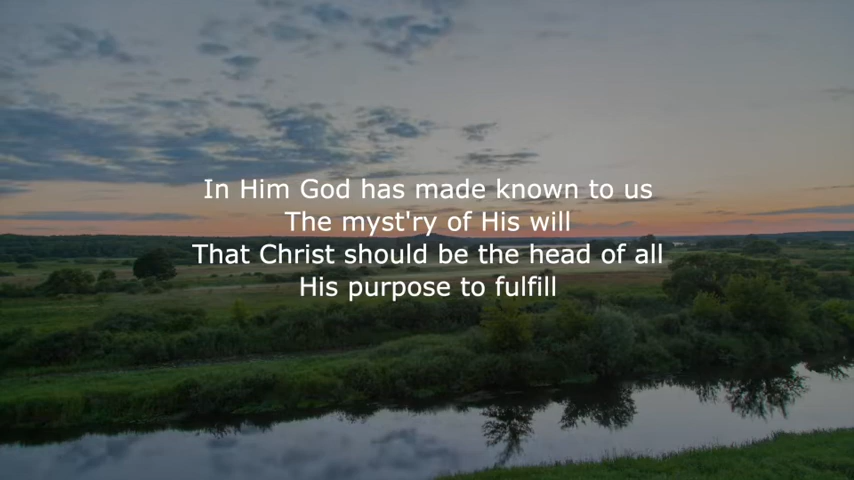 In Him God has made known to us
The myst'ry of His will
That Christ should be the head of all
His purpose to fulfill